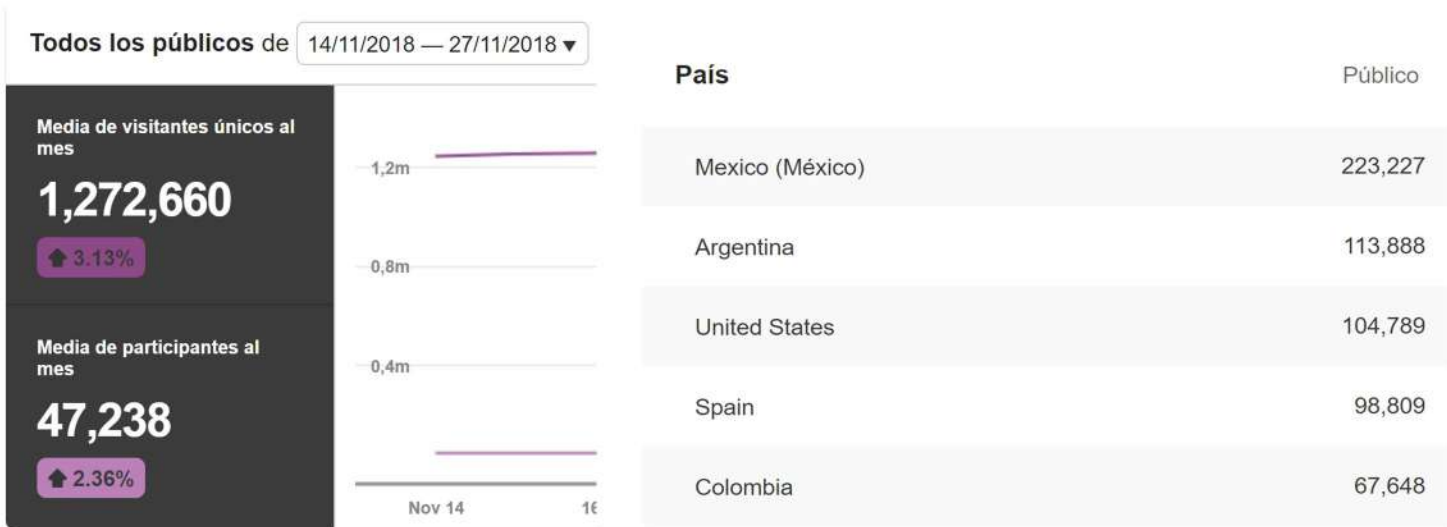 Todos los públicos de 14/11/2018 — 27/11/2018 ▼
Media de visitantes únicos al
mes
1,272,660
3.13%
Media de participantes al
mes
47,238
2.36%
1,2m
0,8m
0,4m
Nov 14 16
País Público
Mexico (México) 223,227
Argentina 113,888
United States 104,789
Spain 98,809
Colombia 67,648